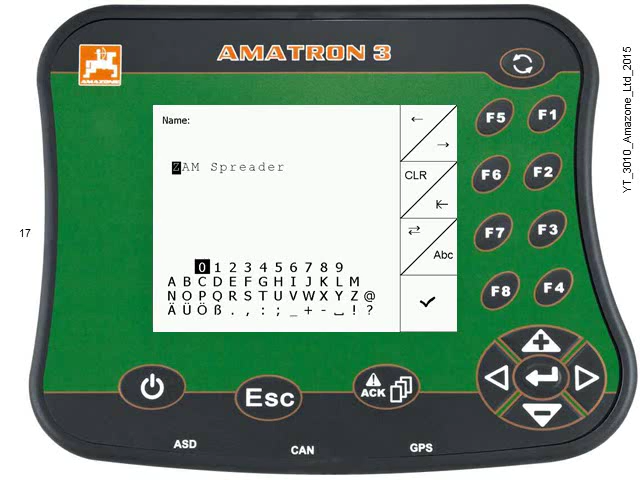 AMATRON 3
AMAZONE
Name:
ZAM Spreader
0 1 2 3 4 5 6 7 8 9
A B C D E F G H I J K L M
N O P Q R S T U V W X Y Z @
Ä Ü Ö ß . , : ; _ + - ⎵ ! ?
←
→
CLR
⇤
⇄
Abc
✓
F5
F1
F6
F2
F7
F3
F8
F4
Esc
ACK
ASD
CAN
GPS
17
YT_3010_Amazone_Ltd_2015